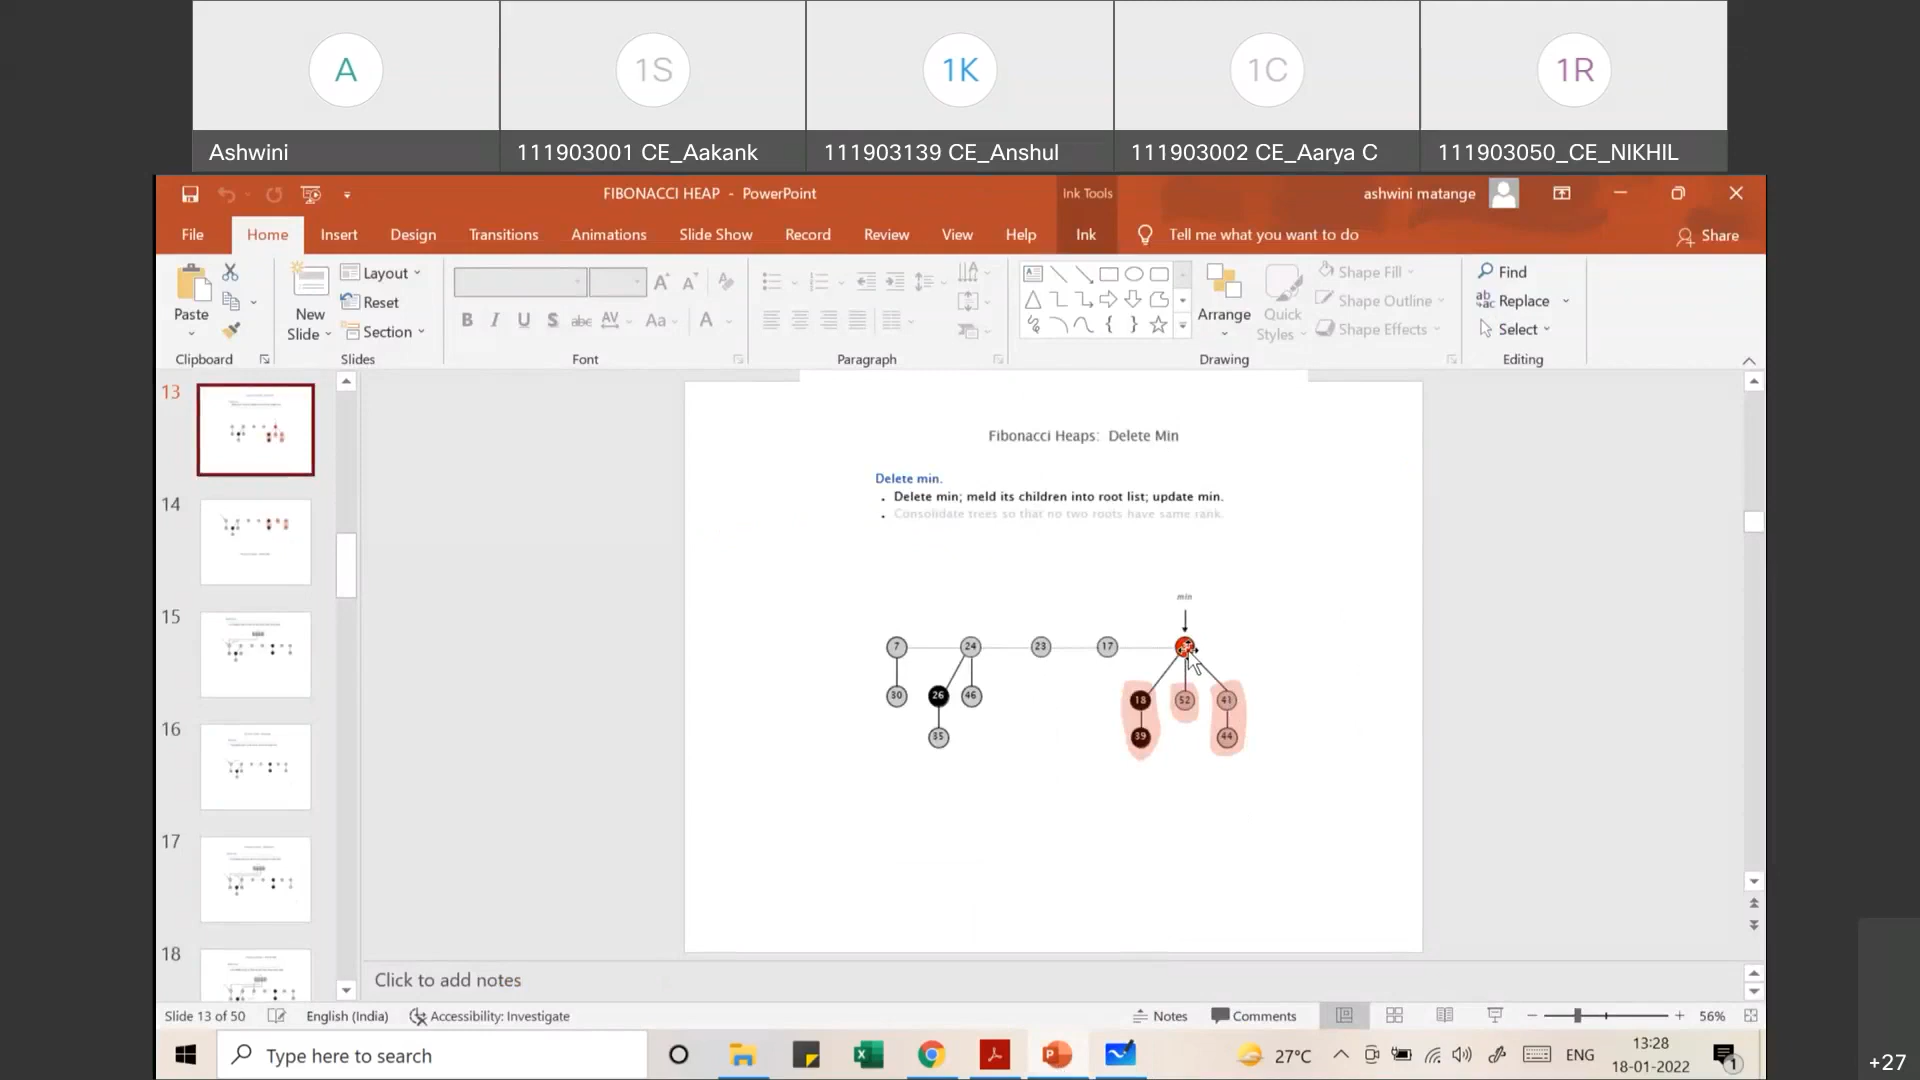 A
1S
1K
1C
1R
Ashwini
111903001 CE_Aakank
111903139 CE_Anshul
111903002 CE_Aarya C
111903050_CE_NIKHIL
FIBONACCI HEAP - PowerPoint
Ink Tools
ashwini matange
File
Home
Insert
Design
Transitions
Animations
Slide Show
Record
Review
View
Help
Ink
Tell me what you want to do
Share
Paste
New
Slide
Layout
Reset
Section
Shape Fill
Shape Outline
Shape Effects
Arrange
Quick
Styles
Find
Replace
Select
Clipboard
Slides
Font
Paragraph
Drawing
Editing
13
14
15
16
17
18
Fibonacci Heaps: Delete Min
Delete min.
Delete min; meld its children into root list; update min.
Consolidate trees so that no two roots have same rank.
min
7
24
23
17
30
26
46
18
52
41
35
39
44
Click to add notes
Slide 13 of 50
English (India)
Accessibility: Investigate
Notes
Comments
56%
Type here to search
27°C
ENG
13:28
18-01-2022
1
+27